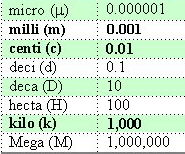 micro (µ) 0.000001
milli (m) 0.001
centi (c) 0.01
deci (d) 0.1
deca (D) 10
hecta (H) 100
kilo (k) 1,000
Mega (M) 1,000,000